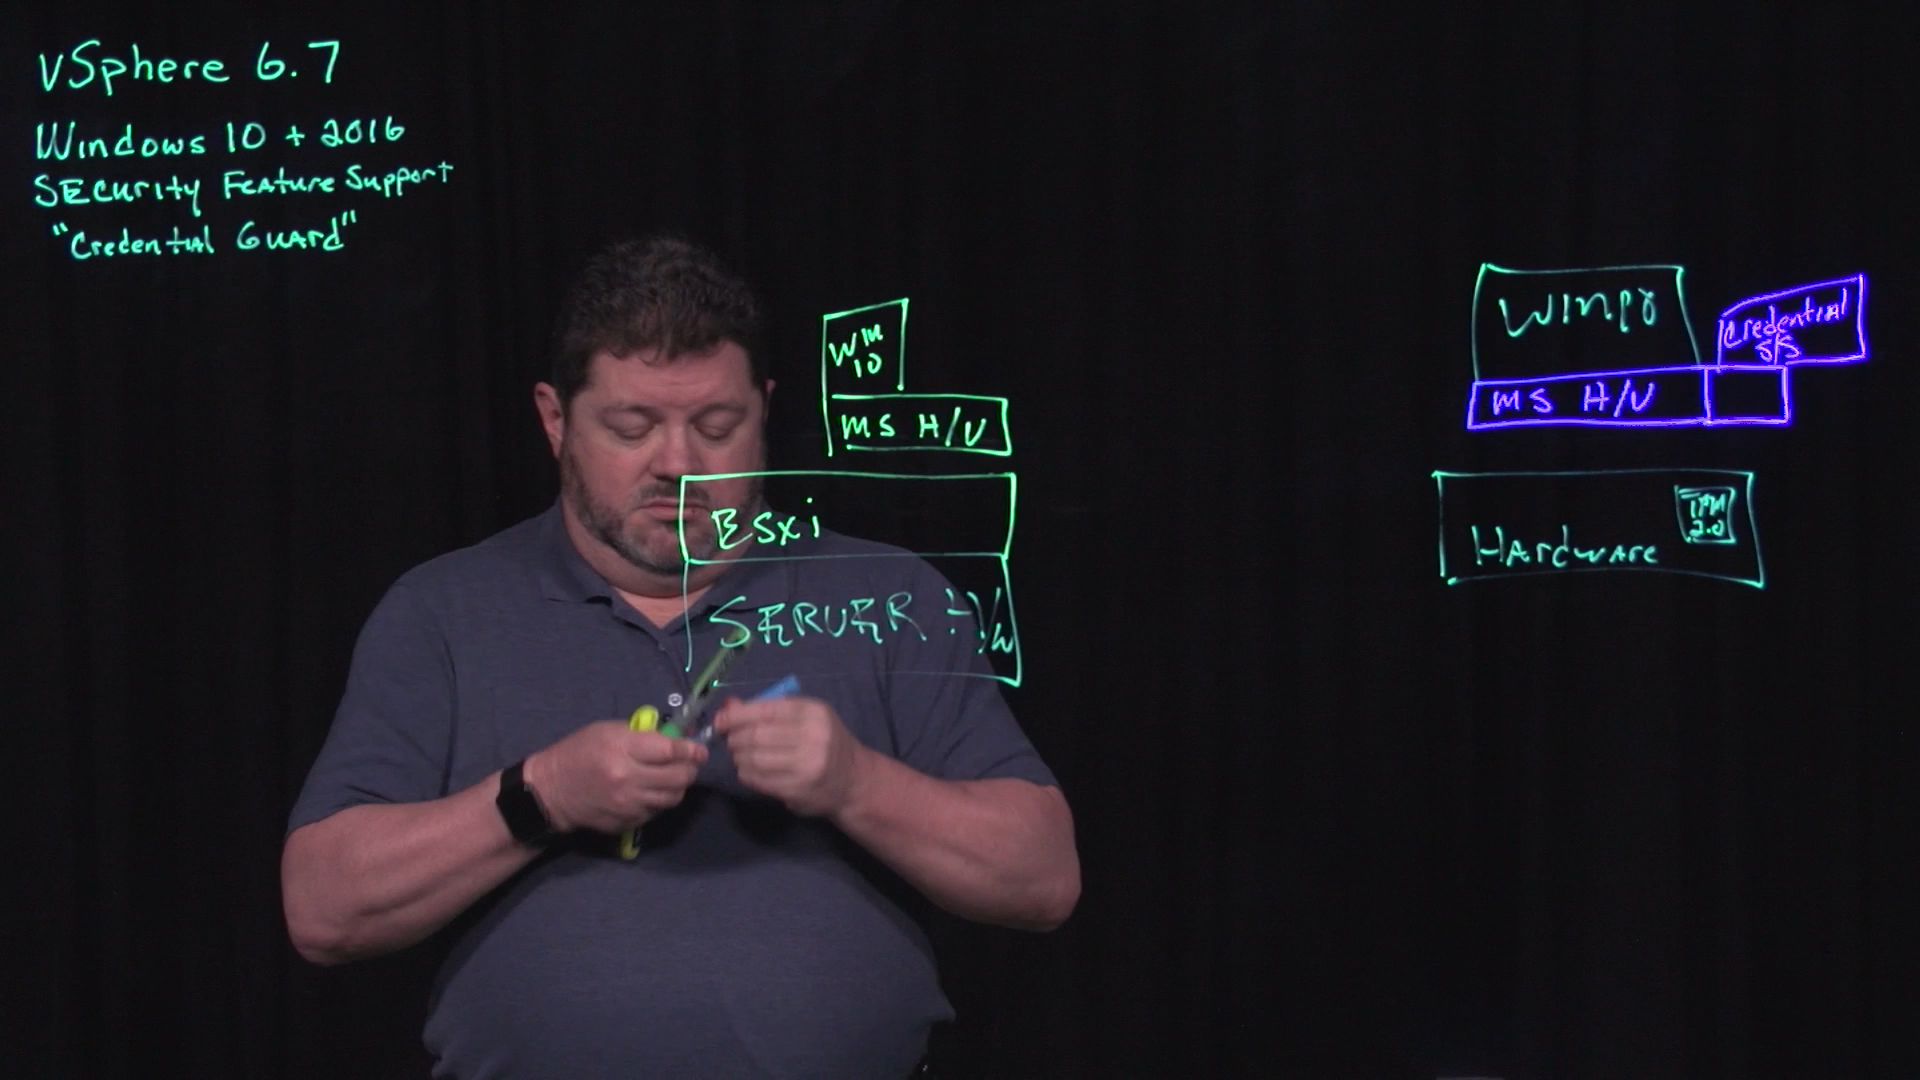 vSphere 6.7
Windows 10 + 2016
Security Feature Support
"Credential Guard"
Win
10
MS H/V
ESXi
SERVER H/W
Win10
Credential
MS H/V
TPM
2.0
Hardware